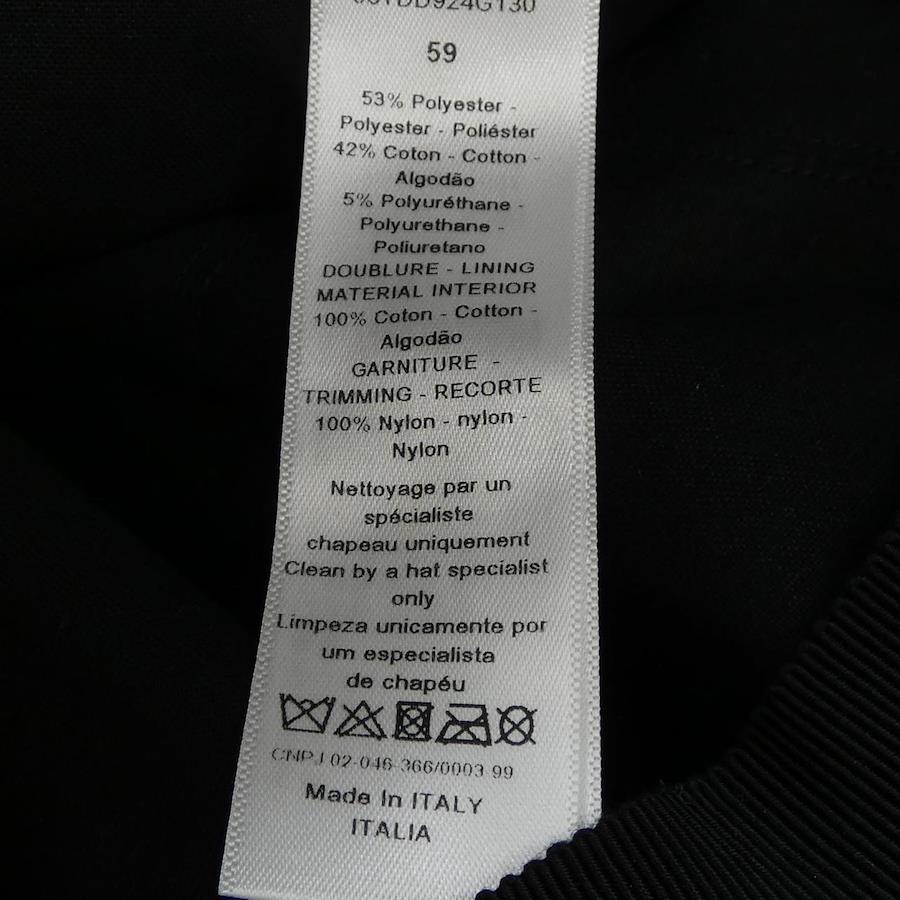 59
53% Polyester -
Polyester - Poliéster
42% Coton - Cotton -
Algodão
5% Polyuréthane -
Polyurethane -
Poliuretano
DOUBLURE - LINING
MATERIAL INTERIOR
100% Coton - Cotton -
Algodão
GARNITURE -
TRIMMING - RECORTE
100% Nylon - nylon -
Nylon
Nettoyage par un
spécialiste
chapeau uniquement
Clean by a hat specialist
only
Limpeza unicamente por
um especialista
de chapéu
CNPJ 02-046-366/0003-99
Made In ITALY
ITALIA